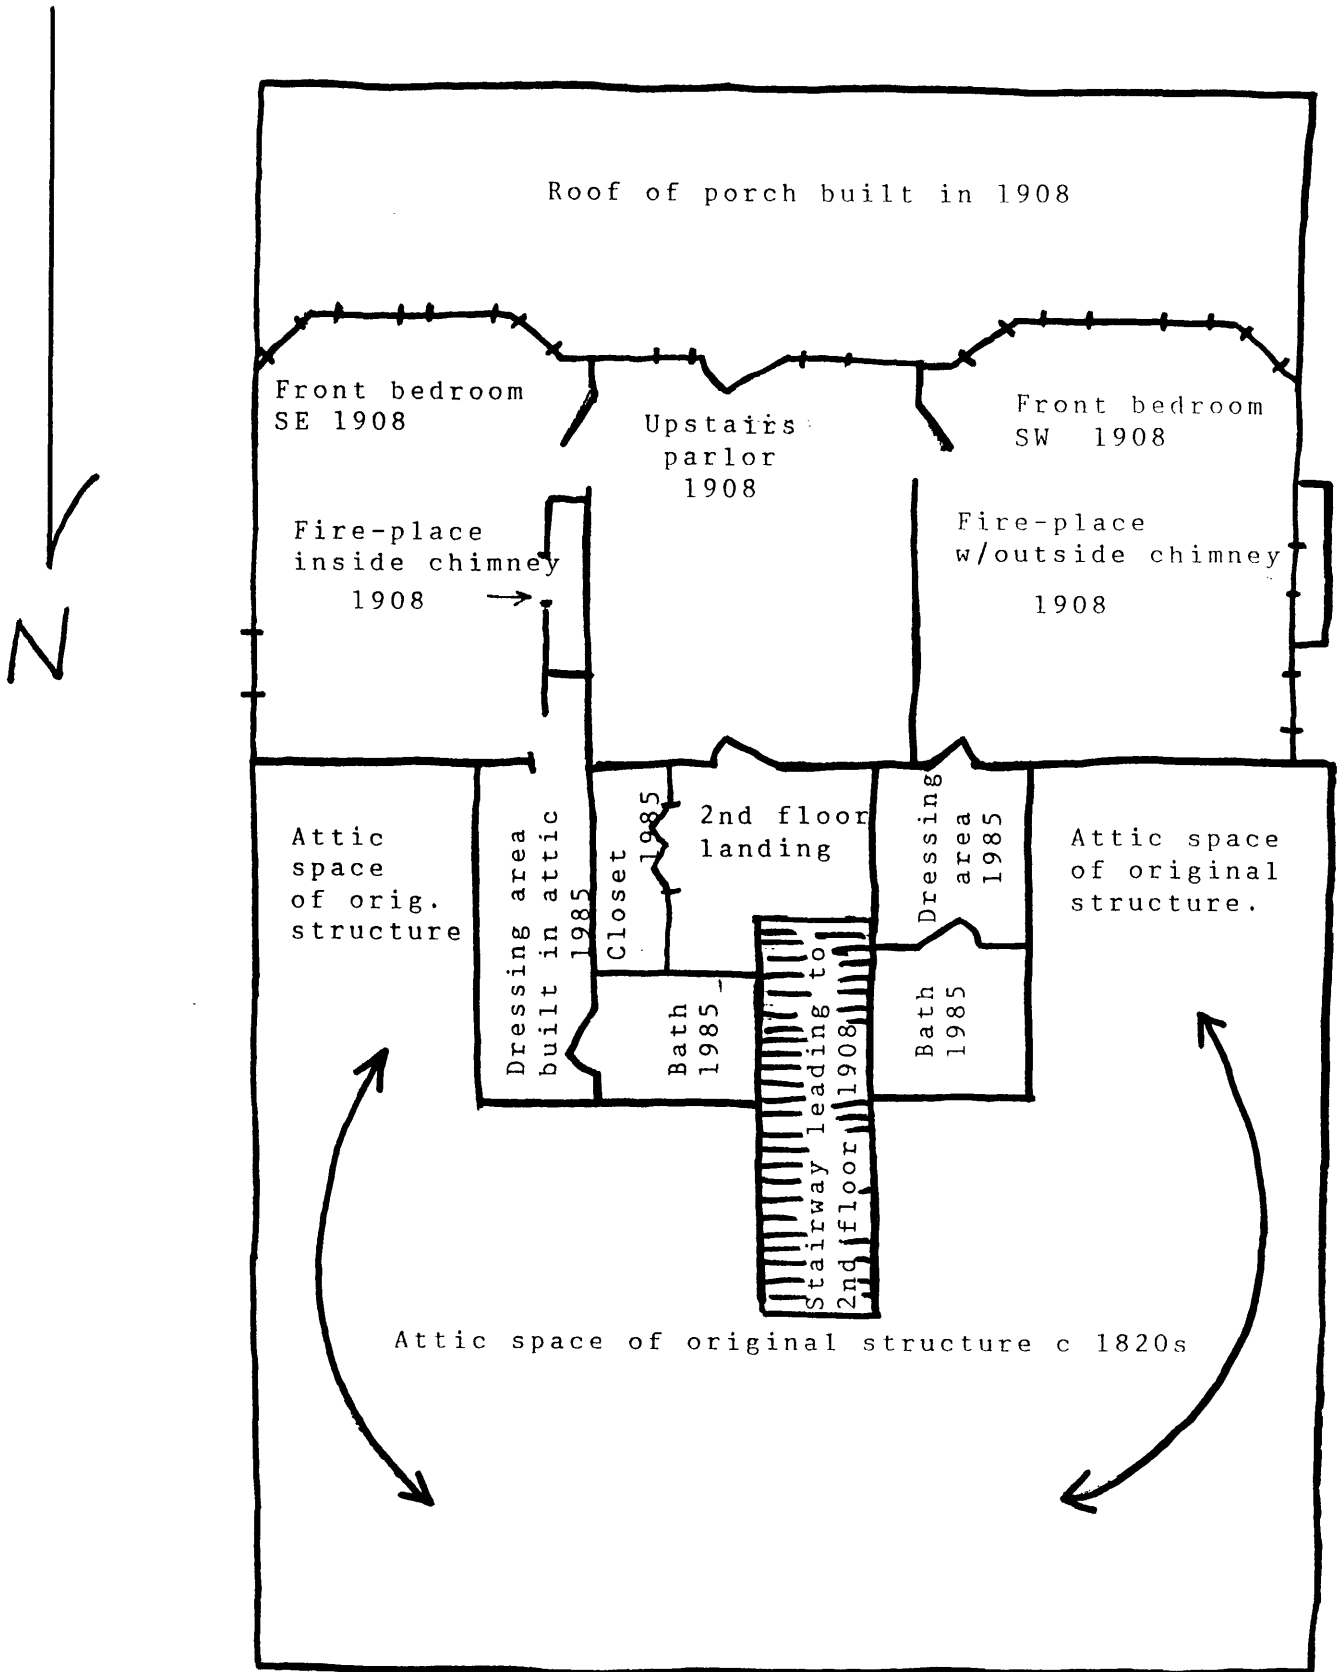 Roof of porch built in 1908
Front bedroom
SE 1908
Upstairs
parlor
1908
Front bedroom
SW 1908
Fire-place
inside chimney
1908
Fire-place
w/outside chimney
1908
N
Attic
space
of orig.
structure
Dressing area
built in attic
1985
Closet
1985
2nd floor
landing
Dressing
area
1985
Attic space
of original
structure.
Bath
1985
Stairway leading to
2nd floor 1908
Bath
1985
Attic space of original structure c 1820s